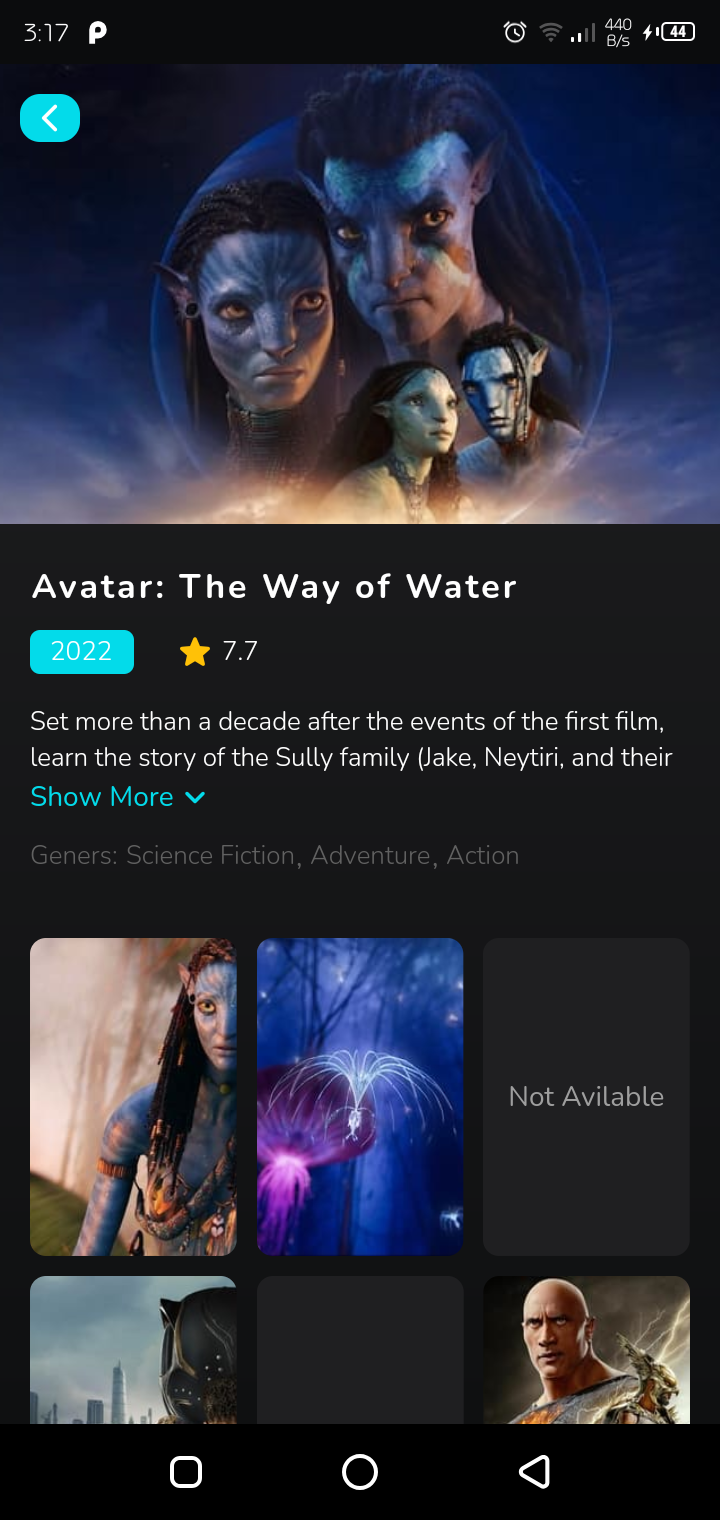 3:17
440
B/s
44
Avatar: The Way of Water
2022
7.7
Set more than a decade after the events of the first film,
learn the story of the Sully family (Jake, Neytiri, and their
Show More
Geners: Science Fiction, Adventure, Action
Not Avilable